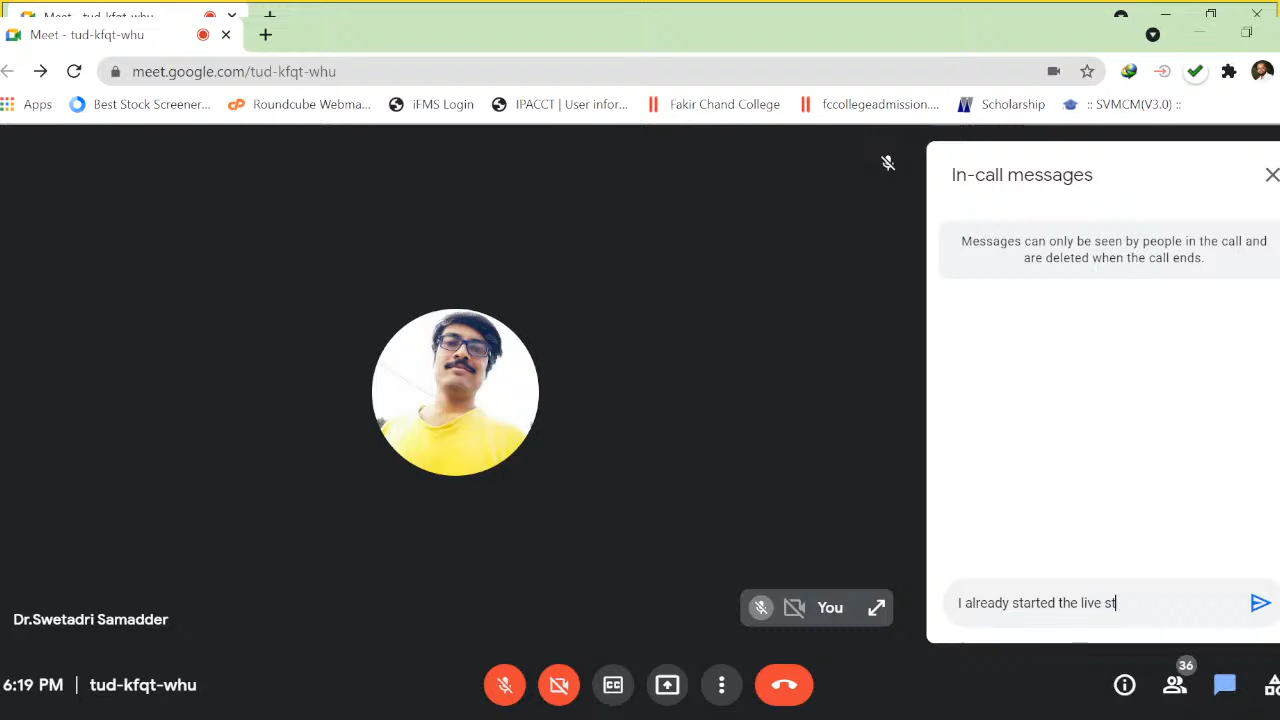 Meet - tud-kfqt-whu
meet.google.com/tud-kfqt-whu
Apps
Best Stock Screener...
Roundcube Webma...
iFMS Login
IPACCT | User infor...
Fakir Chand College
fccollegeadmission....
Scholarship
:: SVMCM(V3.0) ::
In-call messages
Messages can only be seen by people in the call and
are deleted when the call ends.
I already started the live st
You
Dr.Swetadri Samadder
6:19 PM | tud-kfqt-whu
CC
36